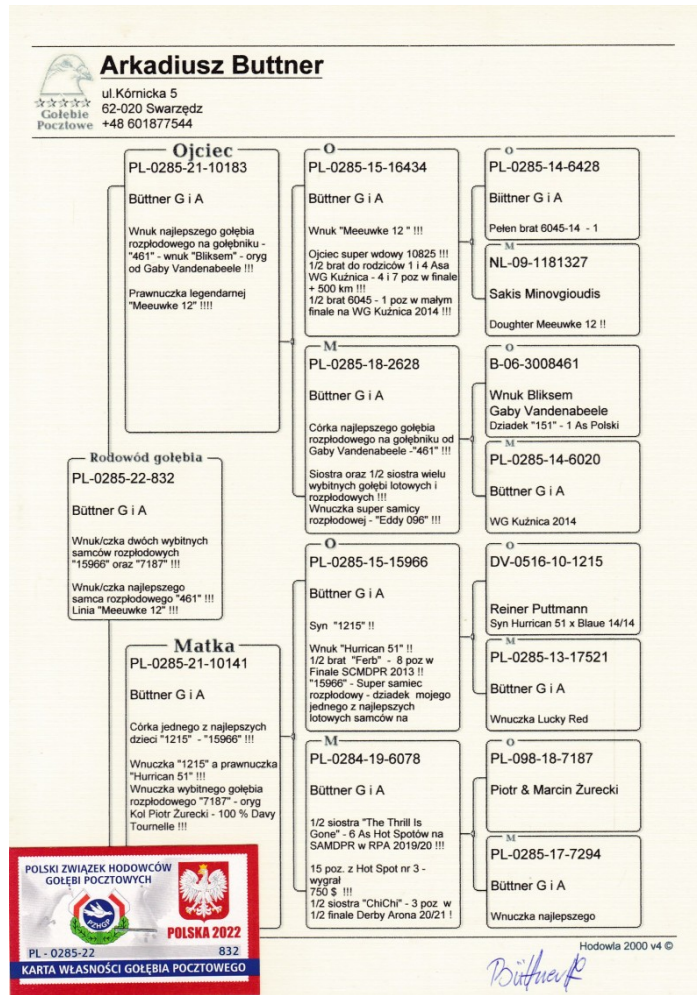 Arkadiusz Buttner
ul.Kórnicka 5
62-020 Swarzędz
+48 601877544
Gołębie
Pocztowe
Ojciec
PL-0285-21-10183
Büttner G i A
Wnuk najlepszego gołębia
rozpłodowego na gołębniku -
"461" - wnuk "Bliksem" - oryg
od Gaby Vandenabeele !!!
Prawnuczka legendarnej
"Meeuwke 12" !!!!
O
PL-0285-15-16434
Büttner G i A
Wnuk "Meeuwke 12 " !!!
Ojciec super wdowy 10825 !!!
1/2 brat do rodziców 1 i 4 Asa
WG Kuźnica - 4 i 7 poz w finale
+ 500 km !!!
1/2 brat 6045 - 1 poz w małym
finale na WG Kuźnica 2014 !!!
O
PL-0285-14-6428
Biittner G i A
Pełen brat 6045-14 - 1
M
NL-09-1181327
Sakis Minovgioudis
Doughter Meeuwke 12 !!
M
PL-0285-18-2628
Büttner G i A
Córka najlepszego gołębia
rozpłodowego na gołębniku od
Gaby Vandenabeele -"461" !!!
Siostra oraz 1/2 siostra wielu
wybitnych gołębi lotowych i
rozpłodowych !!!
Wnuczka super samicy
rozpłodowej - "Eddy 096" !!!
O
B-06-3008461
Wnuk Bliksem
Gaby Vandenabeele
Dziadek "151" - 1 As Polski
M
PL-0285-14-6020
Büttner G i A
WG Kuźnica 2014
Rodowód gołębia
PL-0285-22-832
Büttner G i A
Wnuk/czka dwóch wybitnych
samców rozpłodowych
"15966" oraz "7187" !!!
Wnuk/czka najlepszego
samca rozpłodowego "461" !!!
Linia "Meeuwke 12" !!!
Matka
PL-0285-21-10141
Büttner G i A
Córka jednego z najlepszych
dzieci "1215" - "15966" !!!
Wnuczka "1215" a prawnuczka
"Hurrican 51" !!!
Wnuczka wybitnego gołębia
rozpłodowego "7187" - oryg
Kol Piotr Żurecki - 100 % Davy
Tournelle !!!
O
PL-0285-15-15966
Büttner G i A
Syn "1215" !!
Wnuk "Hurrican 51" !!
1/2 brat "Ferb" - 8 poz w
Finale SCMDPR 2013 !!
"15966" - Super samiec
rozpłodowy - dziadek mojego
jednego z najlepszych
lotowych samców na
O
DV-0516-10-1215
Reiner Puttmann
Syn Hurrican 51 x Blaue 14/14
M
PL-0285-13-17521
Büttner G i A
Wnuczka Lucky Red
M
PL-0284-19-6078
Büttner G i A
1/2 siostra "The Thrill Is
Gone" - 6 As Hot Spotów na
SAMDPR w RPA 2019/20 !!!
15 poz. z Hot Spot nr 3 -
wygrał
750 $ !!!
1/2 siostra "ChiChi" - 3 poz w
1/2 finale Derby Arona 20/21 !
O
PL-098-18-7187
Piotr & Marcin Żurecki
M
PL-0285-17-7294
Büttner G i A
Wnuczka najlepszego
POLSKI ZWIĄZEK HODOWCÓW
GOŁĘBI POCZTOWYCH
PZHGP
POLSKA 2022
PL - 0285-22 832
KARTA WŁASNOŚCI GOŁĘBIA POCZTOWEGO
Hodowla 2000 v4 ©